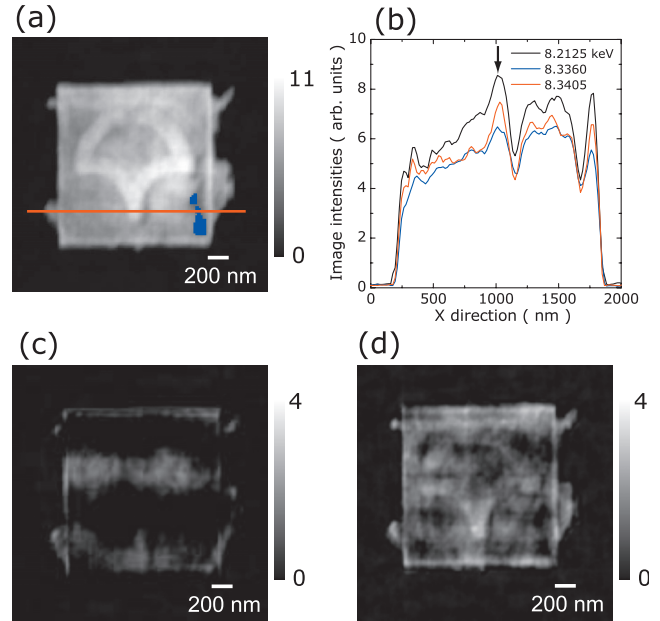 (a)
11
0
200 nm
(b)
Image intensities ( arb. units )
10
8
6
4
2
0
8.2125 keV
8.3360
8.3405
0 500 1000 1500 2000
X direction ( nm )
(c)
4
0
200 nm
(d)
4
0
200 nm